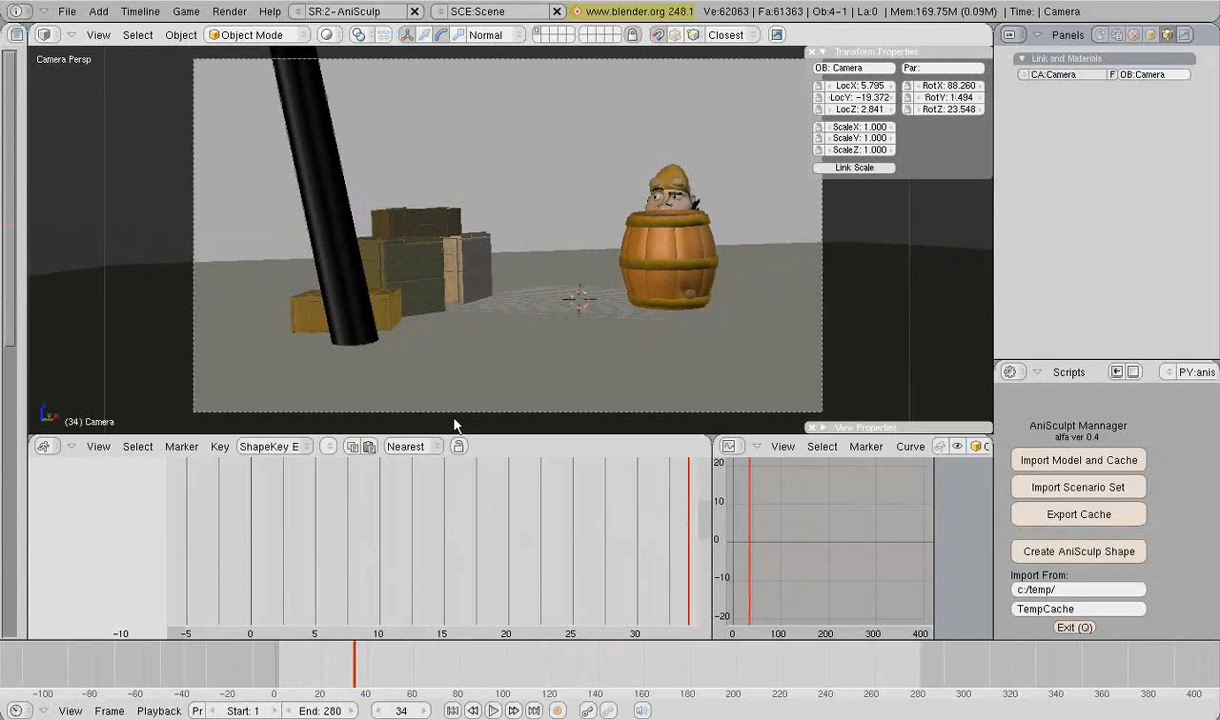 File Add Timeline Game Render Help SR:2-AniSculp SCE:Scene www.blender.org 248.1 Ve:62063 | Fa:61363 | Ob:4-1 | La:0 | Mem:169.75M (0.09M) | Time: | Camera
View Select Object Object Mode Normal Closest Panels
Camera Persp
Transform Properties
OB: Camera Par:
LocX: 5.795 RotX: 88.260
LocY: -19.372 RotY: 1.494
LocZ: 2.841 RotZ: 23.548
ScaleX: 1.000
ScaleY: 1.000
ScaleZ: 1.000
Link Scale
Link and Materials
CA:Camera F OB:Camera
(34) Camera
View Properties
Scripts PY:anis
View Select Marker Key ShapeKey E Nearest
View Select Marker Curve C
AniSculpt Mannager
alfa ver 0.4
Import Model and Cache
Import Scenario Set
Export Cache
Create AniSculp Shape
Import From:
c:/temp/
TempCache
Exit (Q)
20
10
0
-10
-20
-10 -5 0 5 10 15 20 25 30
0 100 200 300 400
-100 -80 -60 -40 -20 0 20 40 60 80 100 120 140 160 180 200 220 240 260 280 300 320 340 360 380 400
View Frame Playback Pr Start: 1 End: 280 34